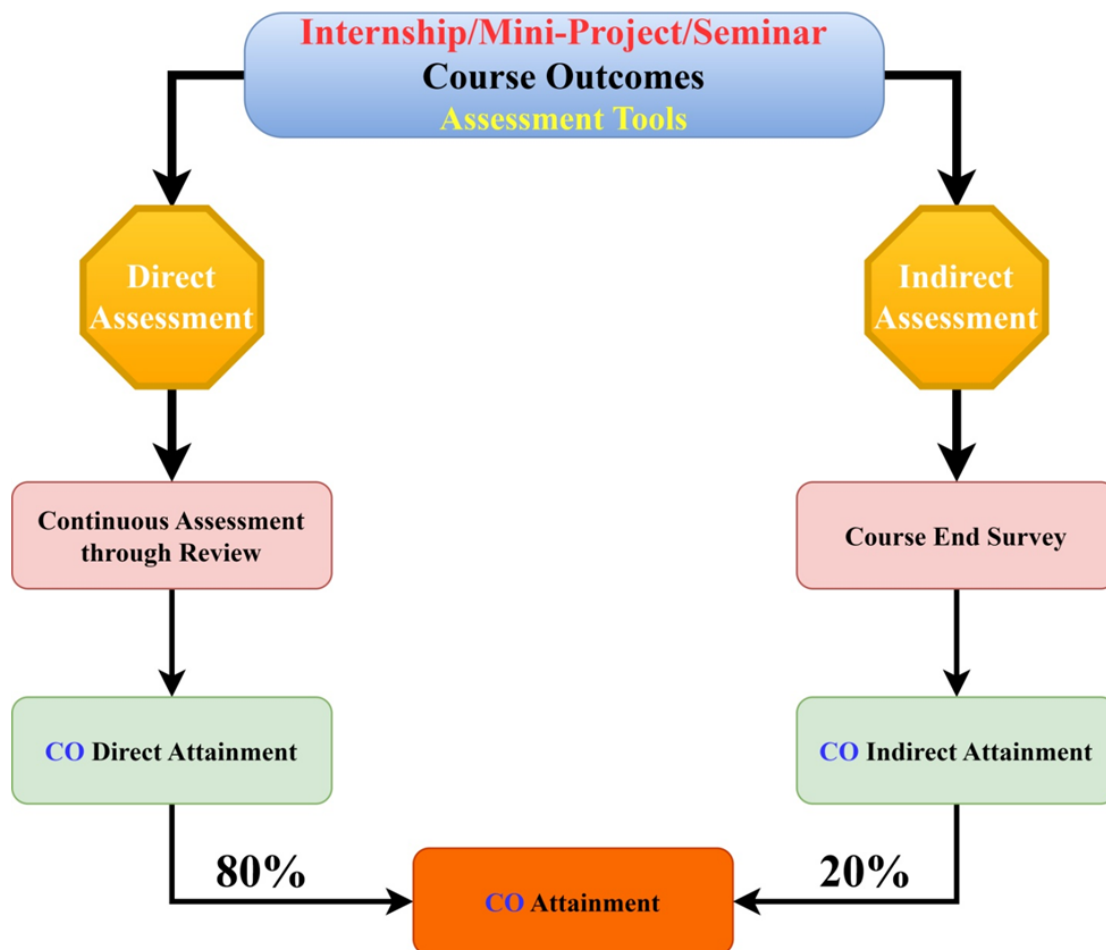 Internship/Mini-Project/Seminar
Course Outcomes
Assessment Tools
Direct
Assessment
Indirect
Assessment
Continuous Assessment
through Review
Course End Survey
CO Direct Attainment
CO Indirect Attainment
80%
20%
CO Attainment